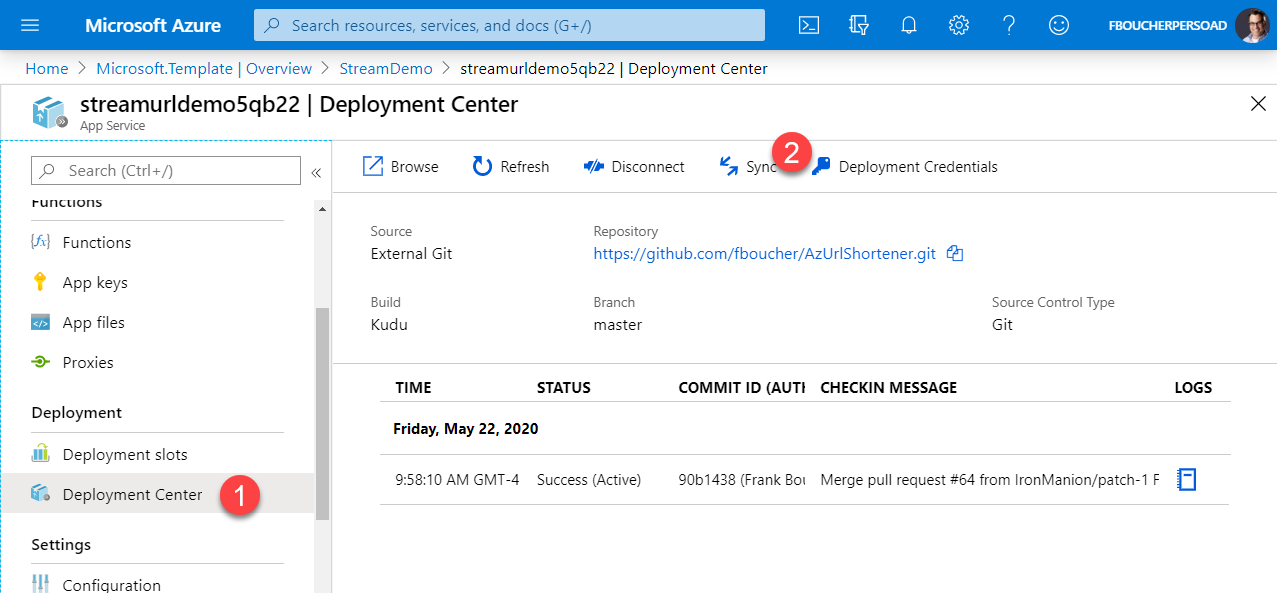 Microsoft Azure
Search resources, services, and docs (G+/)
FBOUCHERPERSOAD
Home > Microsoft.Template | Overview > StreamDemo > streamurldemo5qb22 | Deployment Center
streamurldemo5qb22 | Deployment Center
App Service
Search (Ctrl+/)
«
Functions
Functions
App keys
App files
Proxies
Deployment
Deployment slots
Deployment Center
1
Settings
Configuration
Browse
Refresh
Disconnect
Sync
2
Deployment Credentials
Source
External Git
Repository
https://github.com/fboucher/AzUrlShortener.git
Build
Kudu
Branch
master
Source Control Type
Git
TIME STATUS COMMIT ID (AUTH CHECKIN MESSAGE LOGS
Friday, May 22, 2020
9:58:10 AM GMT-4 Success (Active) 90b1438 (Frank Bou Merge pull request #64 from IronManion/patch-1 F